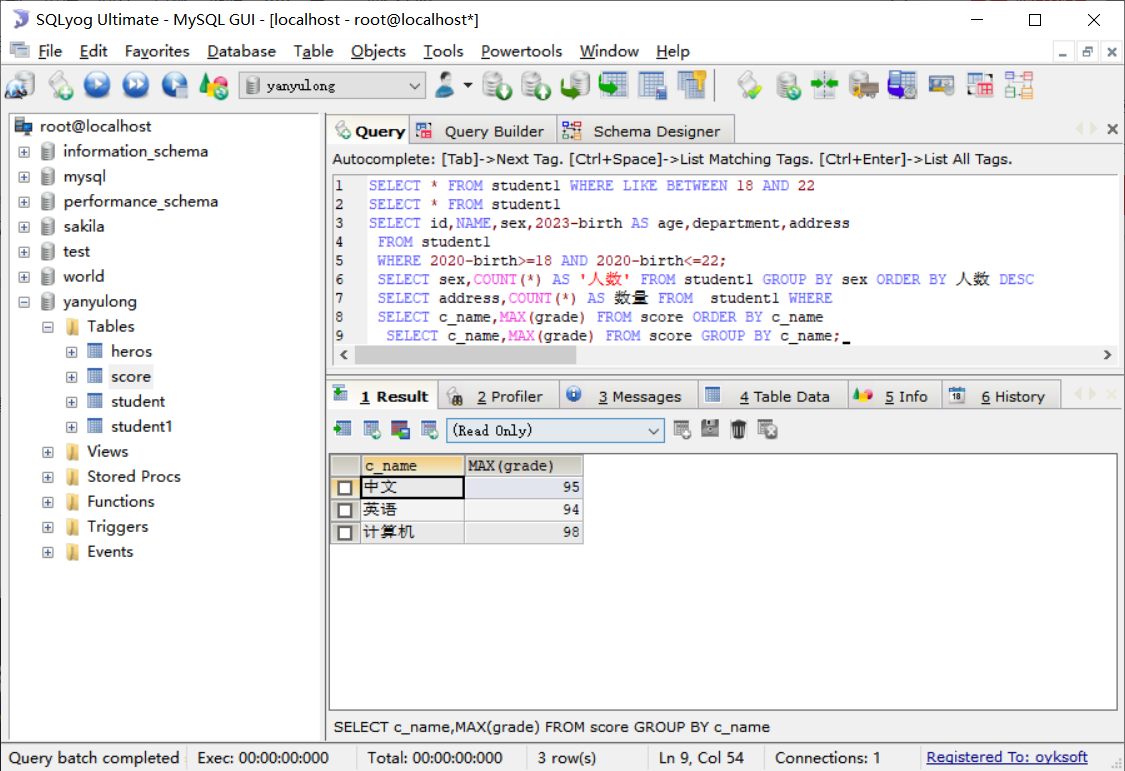 SQLyog Ultimate - MySQL GUI - [localhost - root@localhost*]
File Edit Favorites Database Table Objects Tools Powertools Window Help
yanyulong
root@localhost
information_schema
mysql
performance_schema
sakila
test
world
yanyulong
Tables
heros
score
student
student1
Views
Stored Procs
Functions
Triggers
Events
Query Query Builder Schema Designer
Autocomplete: [Tab]->Next Tag. [Ctrl+Space]->List Matching Tags. [Ctrl+Enter]->List All Tags.
1 SELECT * FROM student1 WHERE LIKE BETWEEN 18 AND 22
2 SELECT * FROM student1
3 SELECT id,NAME,sex,2023-birth AS age,department,address
4 FROM student1
5 WHERE 2020-birth>=18 AND 2020-birth<=22;
6 SELECT sex,COUNT(*) AS '人数' FROM student1 GROUP BY sex ORDER BY 人数 DESC
7 SELECT address,COUNT(*) AS 数量 FROM student1 WHERE
8 SELECT c_name,MAX(grade) FROM score ORDER BY c_name
9 SELECT c_name,MAX(grade) FROM score GROUP BY c_name;
1 Result 2 Profiler 3 Messages 4 Table Data 5 Info 18 6 History
(Read Only)
c_name MAX(grade)
中文 95
英语 94
计算机 98
SELECT c_name,MAX(grade) FROM score GROUP BY c_name
Query batch completed Exec: 00:00:00:000 Total: 00:00:00:000 3 row(s) Ln 9, Col 54 Connections: 1 Registered To: oyksoft